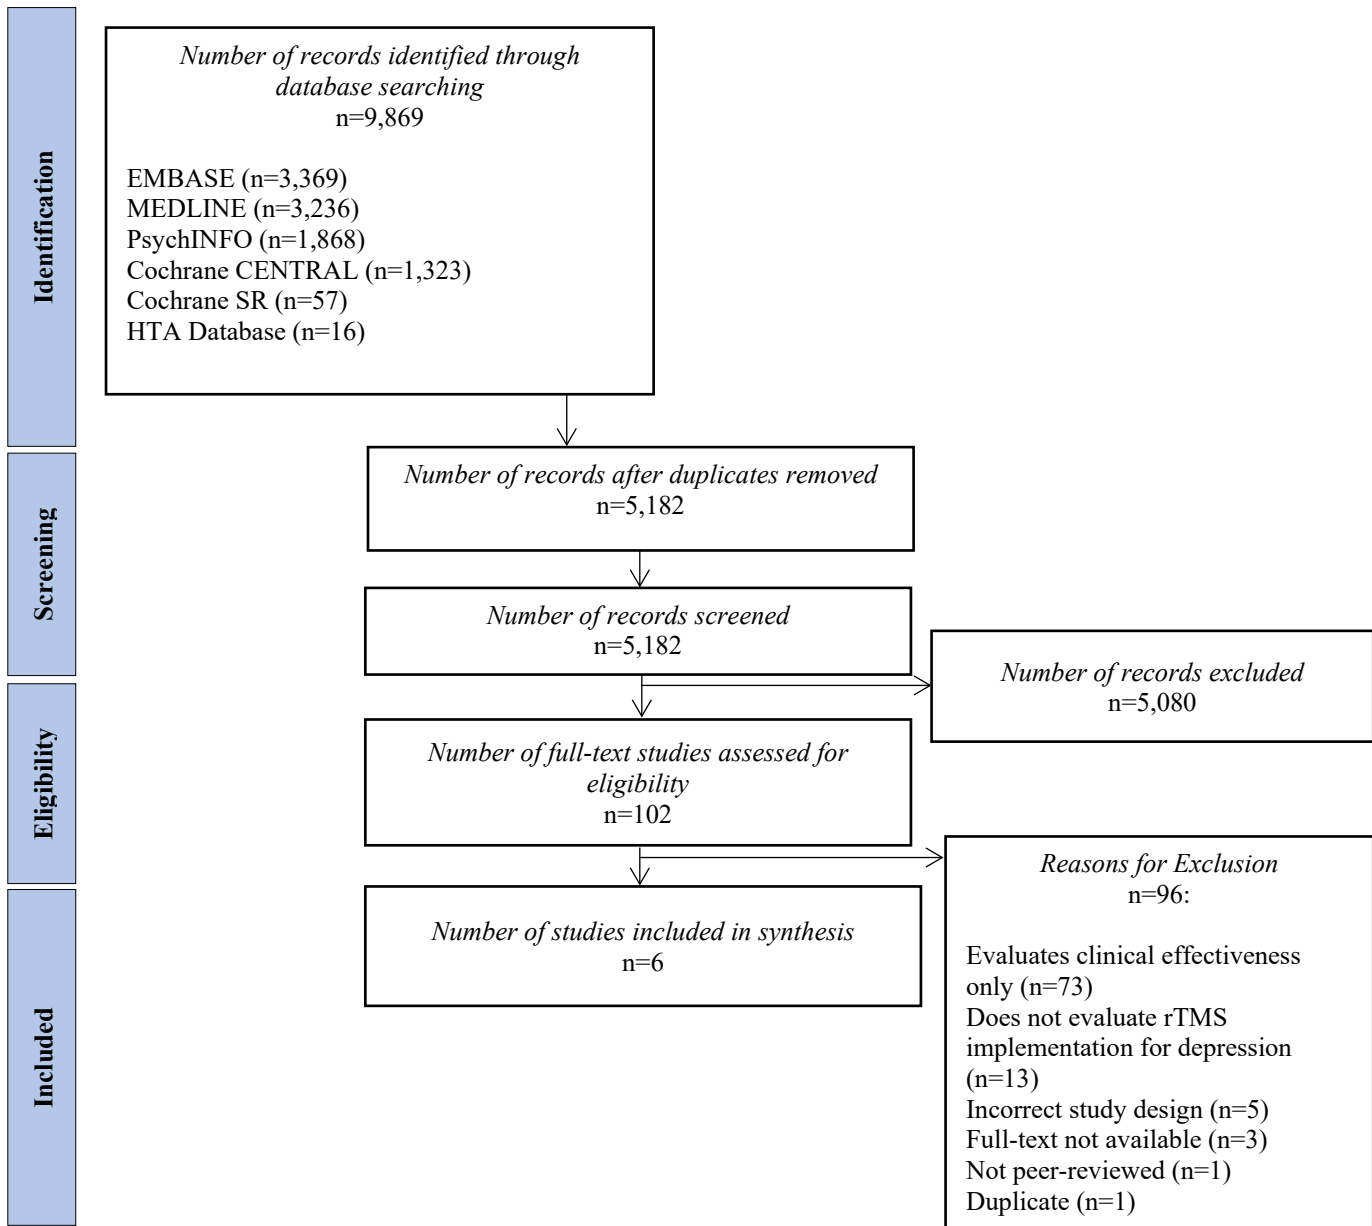 Identification
Number of records identified through
database searching
n=9,869
EMBASE (n=3,369)
MEDLINE (n=3,236)
PsychINFO (n=1,868)
Cochrane CENTRAL (n=1,323)
Cochrane SR (n=57)
HTA Database (n=16)
Screening
Number of records after duplicates removed
n=5,182
Number of records screened
n=5,182
Number of records excluded
n=5,080
Eligibility
Number of full-text studies assessed for
eligibility
n=102
Reasons for Exclusion
n=96:
Evaluates clinical effectiveness
only (n=73)
Does not evaluate rTMS
implementation for depression
(n=13)
Incorrect study design (n=5)
Full-text not available (n=3)
Not peer-reviewed (n=1)
Duplicate (n=1)
Included
Number of studies included in synthesis
n=6